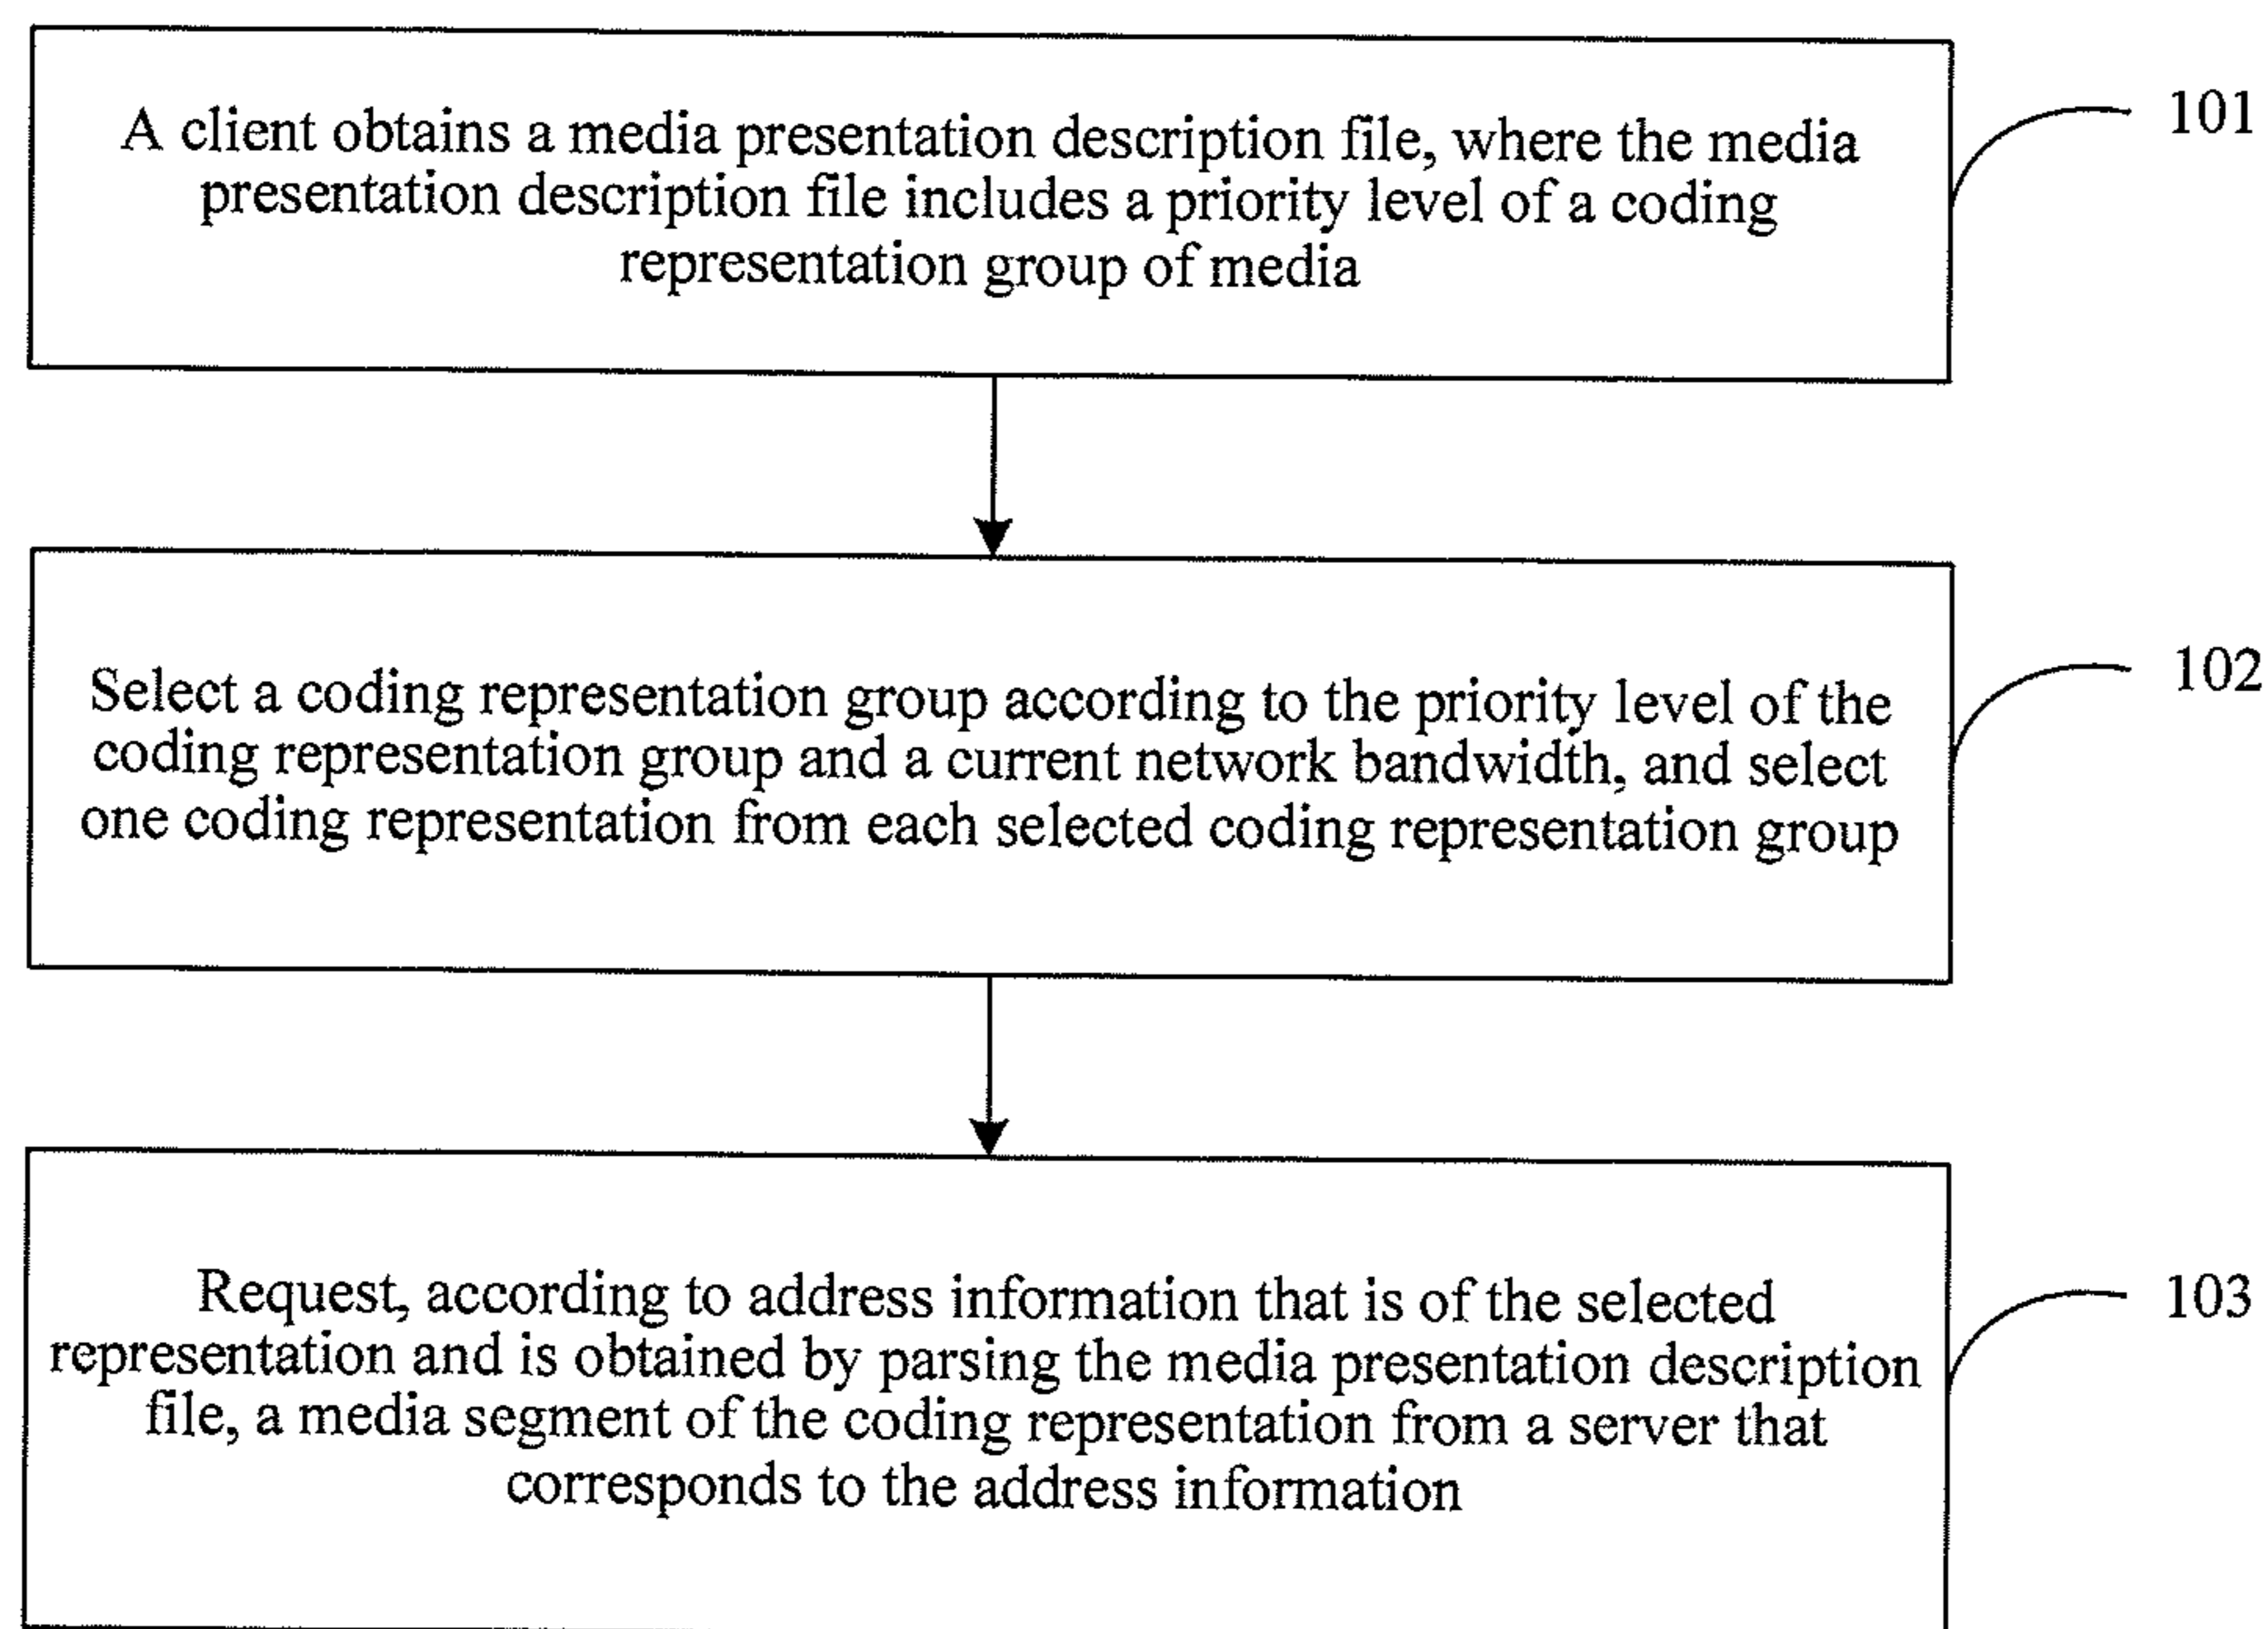 A client obtains a media presentation description file, where the media
presentation description file includes a priority level of a coding
representation group of media
101
Select a coding representation group according to the priority level of the
coding representation group and a current network bandwidth, and select
one coding representation from each selected coding representation group
102
Request, according to address information that is of the selected
representation and is obtained by parsing the media presentation description
file, a media segment of the coding representation from a server that
corresponds to the address information
103